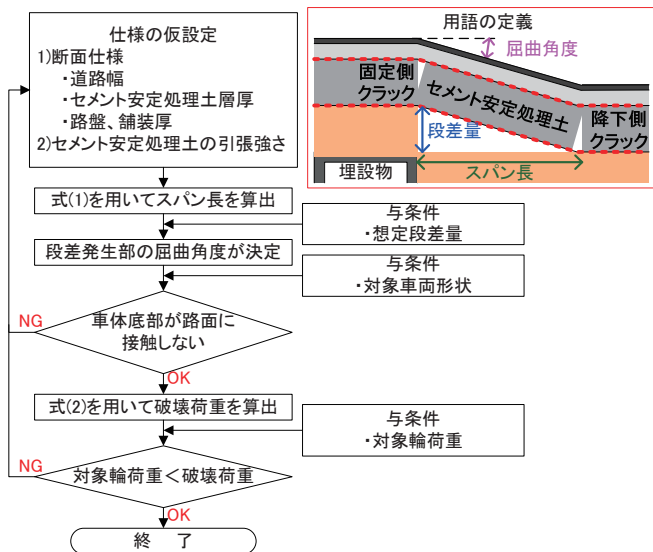 仕様の仮設定
1)断面仕様
・道路幅
・セメント安定処理土層厚
・路盤、舗装厚
2)セメント安定処理土の引張強さ
式(1)を用いてスパン長を算出
与条件
・想定段差量
段差発生部の屈曲角度が決定
与条件
・対象車両形状
NG
車体底部が路面に
接触しない
OK
式(2)を用いて破壊荷重を算出
与条件
・対象輪荷重
NG
対象輪荷重＜破壊荷重
OK
終 了
用語の定義
屈曲角度
固定側
クラック
セメント安定処理土
降下側
クラック
段差量
スパン長
埋設物